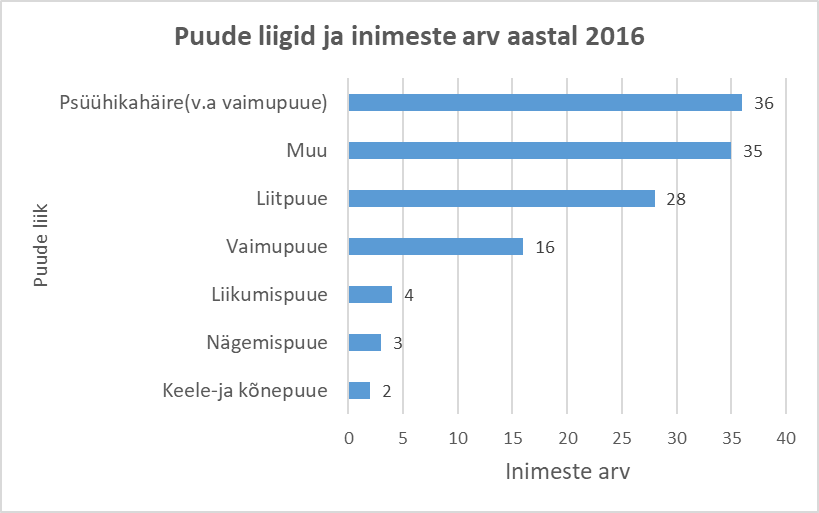 Puude liigid ja inimeste arv aastal 2016
Puude liik
Psüühikahäire(v.a vaimupuue)
36
Muu
35
Liitpuue
28
Vaimupuue
16
Liikumispuue
4
Nägemispuue
3
Keele-ja kõnepuue
2
0 5 10 15 20 25 30 35 40
Inimeste arv